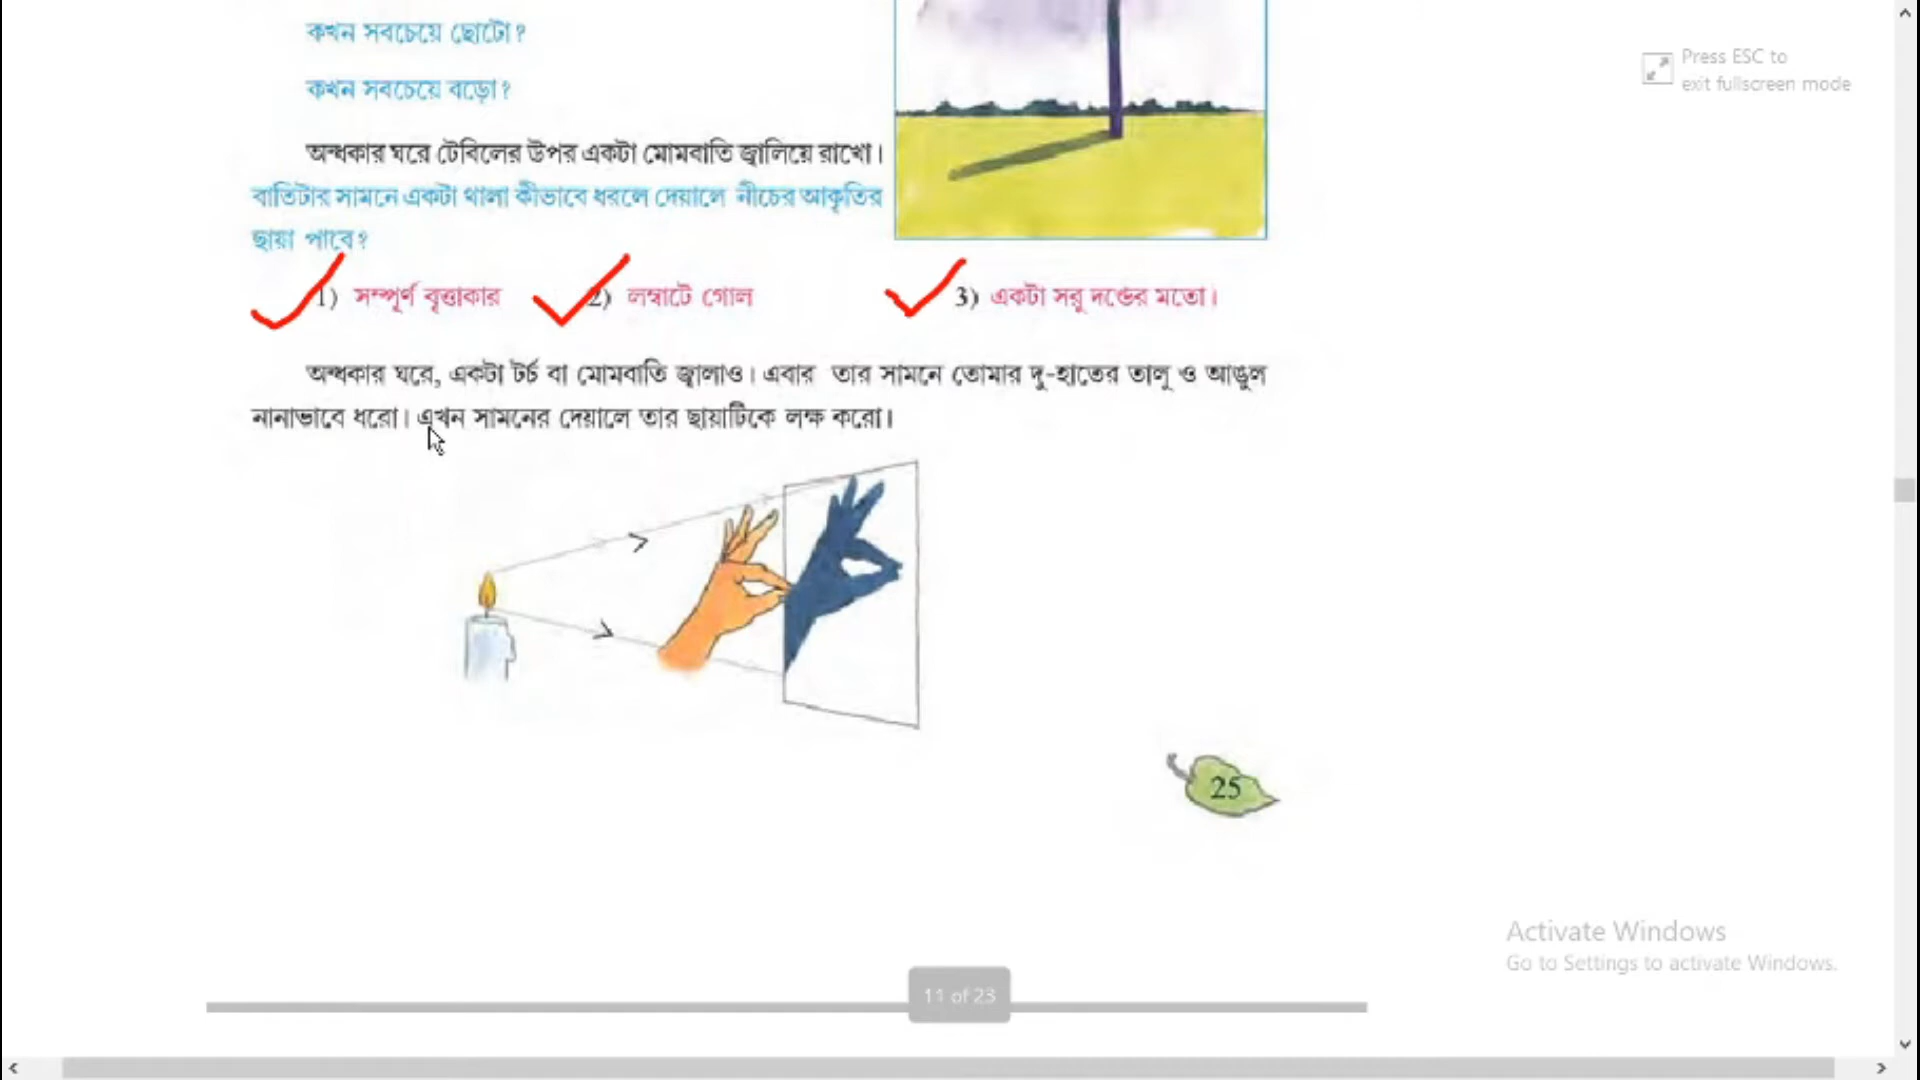 কখন সবচেয়ে ছোটো?
কখন সবচেয়ে বড়ো?
অন্ধকার ঘরে টেবিলের উপর একটা মোমবাতি জ্বালিয়ে রাখো।
বাতিটার সামনে একটা থালা কীভাবে ধরলে দেয়ালে নীচের আকৃতির
ছায়া পাবে?
1) সম্পূর্ণ বৃত্তাকার 2) লম্বাটে গোল 3) একটা সরু দণ্ডের মতো।
অন্ধকার ঘরে, একটা টর্চ বা মোমবাতি জ্বালাও। এবার তার সামনে তোমার দু-হাতের তালু ও আঙুল
নানাভাবে ধরো। এখন সামনের দেয়ালে তার ছায়াটিকে লক্ষ করো।
25
Press ESC to
exit fullscreen mode
Activate Windows
Go to Settings to activate Windows.
11 of 23